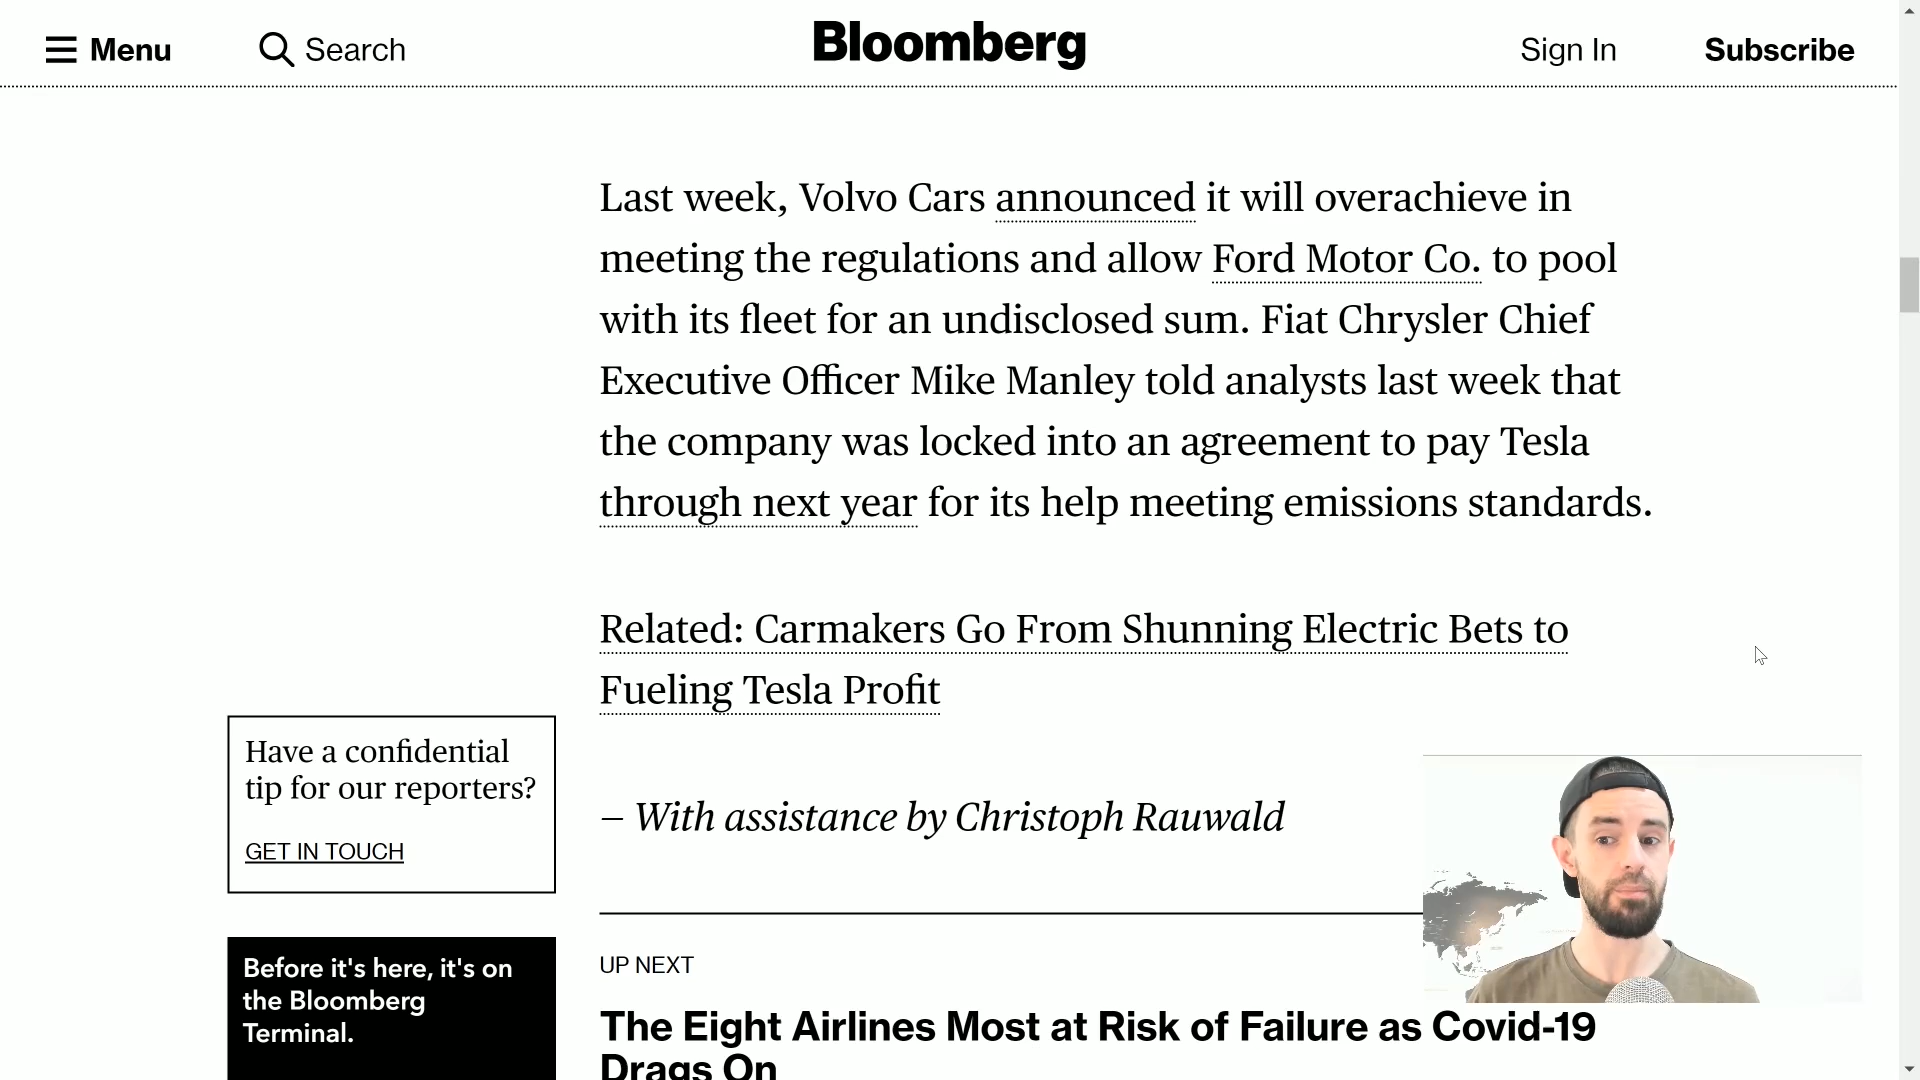 Menu
Search
Bloomberg
Sign In
Subscribe
Last week, Volvo Cars announced it will overachieve in
meeting the regulations and allow Ford Motor Co. to pool
with its fleet for an undisclosed sum. Fiat Chrysler Chief
Executive Officer Mike Manley told analysts last week that
the company was locked into an agreement to pay Tesla
through next year for its help meeting emissions standards.
Related: Carmakers Go From Shunning Electric Bets to
Fueling Tesla Profit
Have a confidential
tip for our reporters?
GET IN TOUCH
– With assistance by Christoph Rauwald
Before it's here, it's on
the Bloomberg
Terminal.
UP NEXT
The Eight Airlines Most at Risk of Failure as Covid-19
Drags On